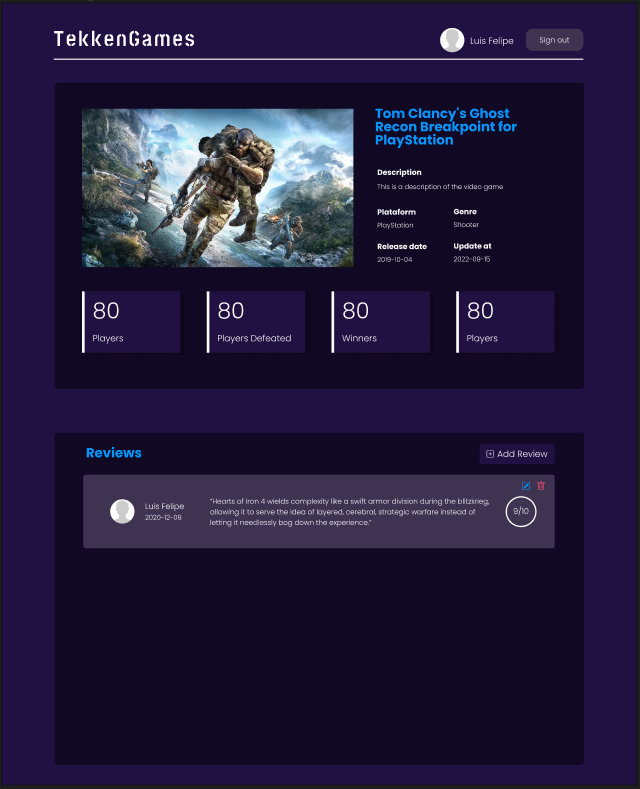 TekkenGames
Luis Felipe
Sign out
Tom Clancy's Ghost
Recon Breakpoint for
PlayStation
Description
This is a description of the video game
Plataform
Genre
PlayStation
Shooter
Release date
Update at
2019-10-04
2022-09-15
80
Players
80
Players Defeated
80
Winners
80
Players
Reviews
Add Review
Luis Felipe
2020-12-08
"Hearts of Iron 4 wields complexity like a swift armor division during the blitzkrieg,
allowing it to serve the idea of layered, cerebral, strategic warfare instead of
letting it needlessly bog down the experience."
9/10